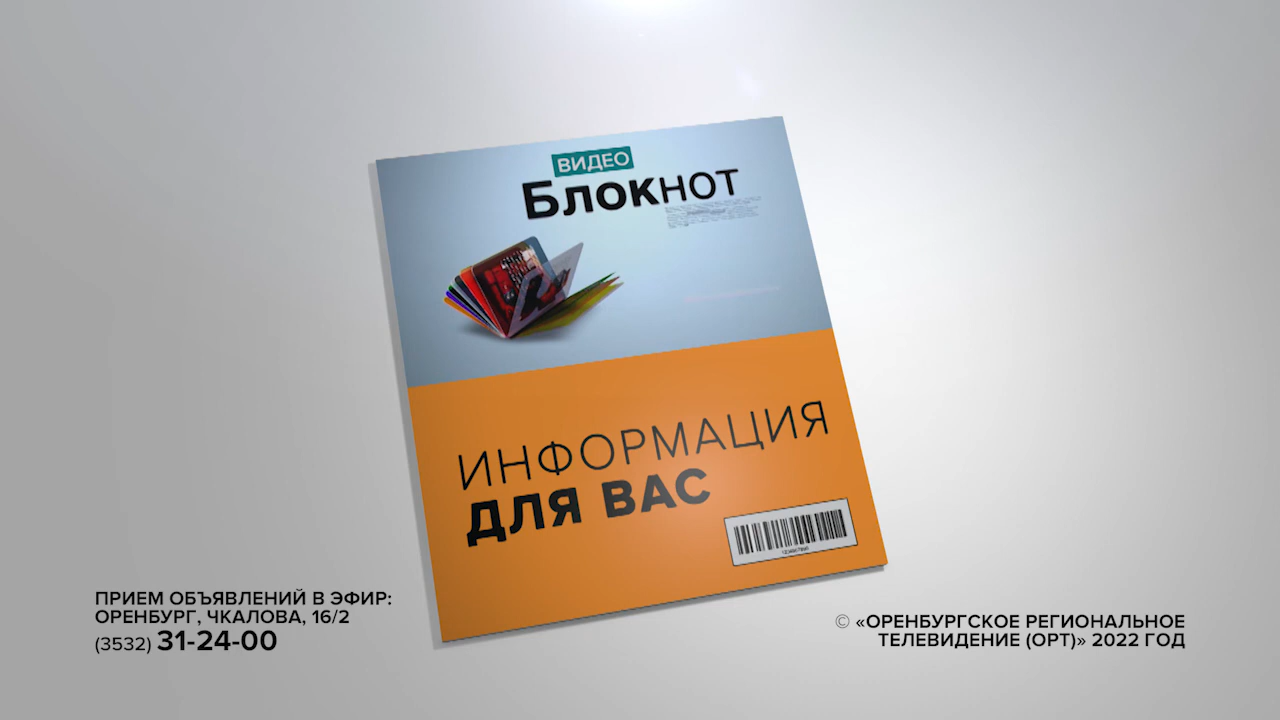 ВИДЕО
Блокнот
ИНФОРМАЦИЯ
ДЛЯ ВАС
ПРИЕМ ОБЪЯВЛЕНИЙ В ЭФИР:
ОРЕНБУРГ, ЧКАЛОВА, 16/2
(3532) 31-24-00
© «ОРЕНБУРГСКОЕ РЕГИОНАЛЬНОЕ
ТЕЛЕВИДЕНИЕ (ОРТ)» 2022 ГОД